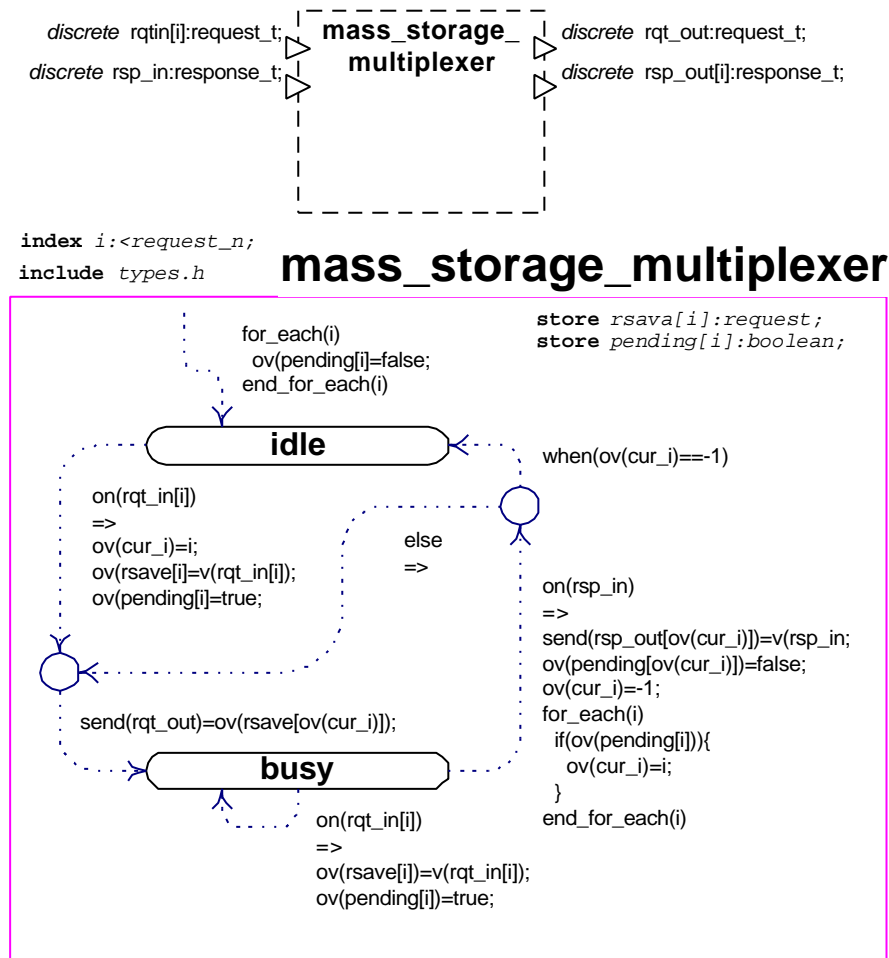 discrete rqtin[i]:request_t;
discrete rsp_in:response_t;
mass_storage_
multiplexer
discrete rqt_out:request_t;
discrete rsp_out[i]:response_t;
index i:<request_n;
include types.h
mass_storage_multiplexer
store rsava[i]:request;
store pending[i]:boolean;
for_each(i)
ov(pending[i]=false;
end_for_each(i)
idle
when(ov(cur_i)==-1)
on(rqt_in[i])
=>
ov(cur_i)=i;
ov(rsave[i]=v(rqt_in[i]);
ov(pending[i]=true;
else
=>
on(rsp_in)
=>
send(rsp_out[ov(cur_i)])=v(rsp_in;
ov(pending[ov(cur_i)])=false;
ov(cur_i)=-1;
for_each(i)
if(ov(pending[i])){
ov(cur_i)=i;
}
end_for_each(i)
send(rqt_out)=ov(rsave[ov(cur_i)]);
busy
on(rqt_in[i])
=>
ov(rsave[i])=v(rqt_in[i]);
ov(pending[i])=true;